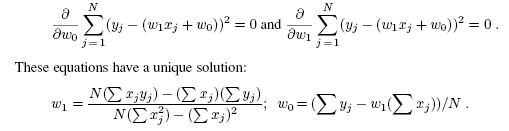 ∂/∂w₀ ∑_{j=1}^{N} (y_j − (w₁x_j + w₀))² = 0 and ∂/∂w₁ ∑_{j=1}^{N} (y_j − (w₁x_j + w₀))² = 0 .
These equations have a unique solution:
w₁ = (N(∑ x_j y_j) − (∑ x_j)(∑ y_j)) / (N(∑ x_j²) − (∑ x_j)²) ; w₀ = (∑ y_j − w₁(∑ x_j))/N .